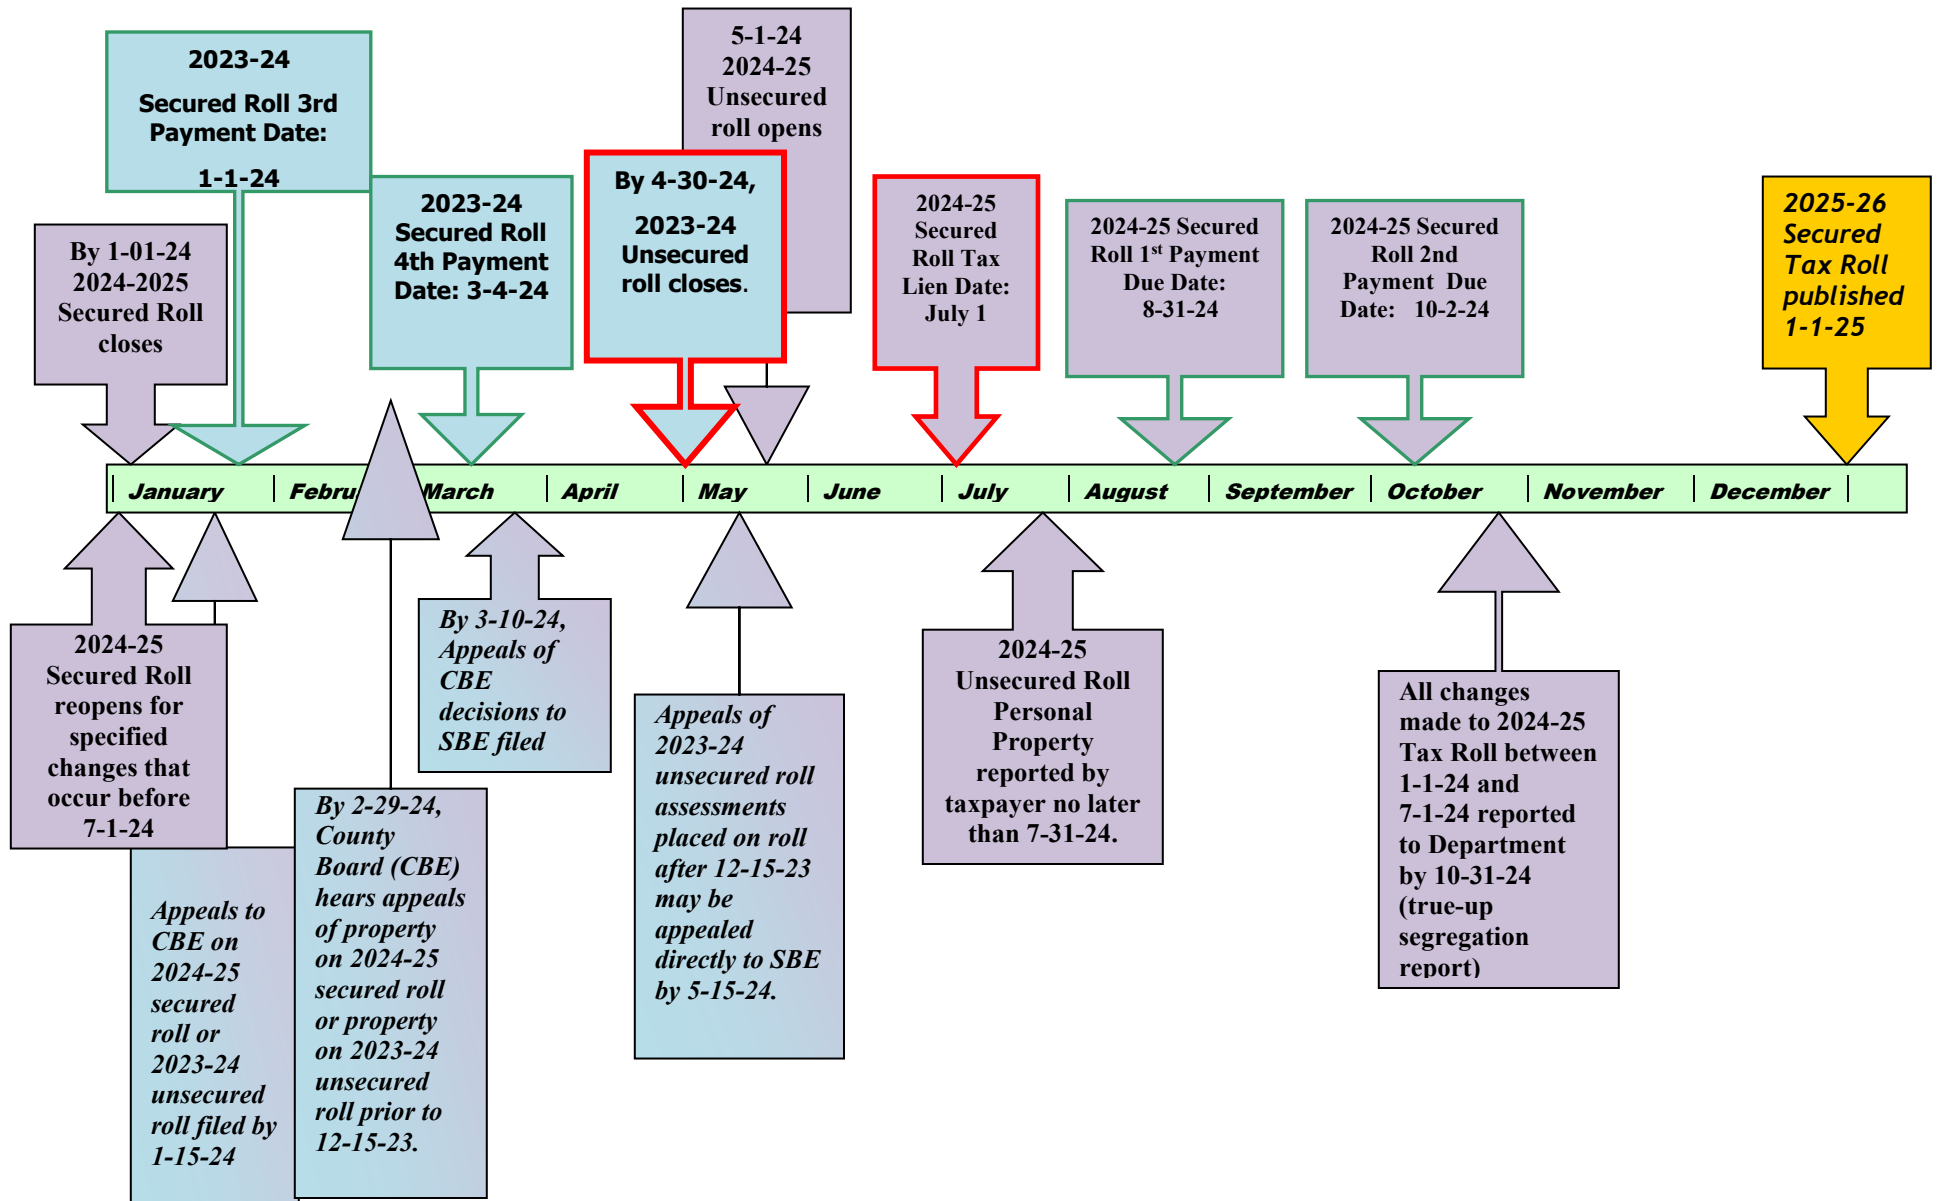 2023-24
Secured Roll 3rd
Payment Date:
1-1-24
5-1-24
2024-25
Unsecured
roll opens
By 1-01-24
2024-2025
Secured Roll
closes
2023-24
Secured Roll
4th Payment
Date: 3-4-24
By 4-30-24,
2023-24
Unsecured
roll closes.
2024-25
Secured
Roll Tax
Lien Date:
July 1
2024-25 Secured
Roll 1st Payment
Due Date:
8-31-24
2024-25 Secured
Roll 2nd
Payment Due
Date: 10-2-24
2025-26
Secured
Tax Roll
published
1-1-25
January
Febru
March
April
May
June
July
August
September
October
November
December
2024-25
Secured Roll
reopens for
specified
changes that
occur before
7-1-24
Appeals to
CBE on
2024-25
secured
roll or
2023-24
unsecured
roll filed by
1-15-24
By 2-29-24,
County
Board (CBE)
hears appeals
of property
on 2024-25
secured roll
or property
on 2023-24
unsecured
roll prior to
12-15-23.
By 3-10-24,
Appeals of
CBE
decisions to
SBE filed
Appeals of
2023-24
unsecured roll
assessments
placed on roll
after 12-15-23
may be
appealed
directly to SBE
by 5-15-24.
2024-25
Unsecured Roll
Personal
Property
reported by
taxpayer no later
than 7-31-24.
All changes
made to 2024-25
Tax Roll between
1-1-24 and
7-1-24 reported
to Department
by 10-31-24
(true-up
segregation
report)